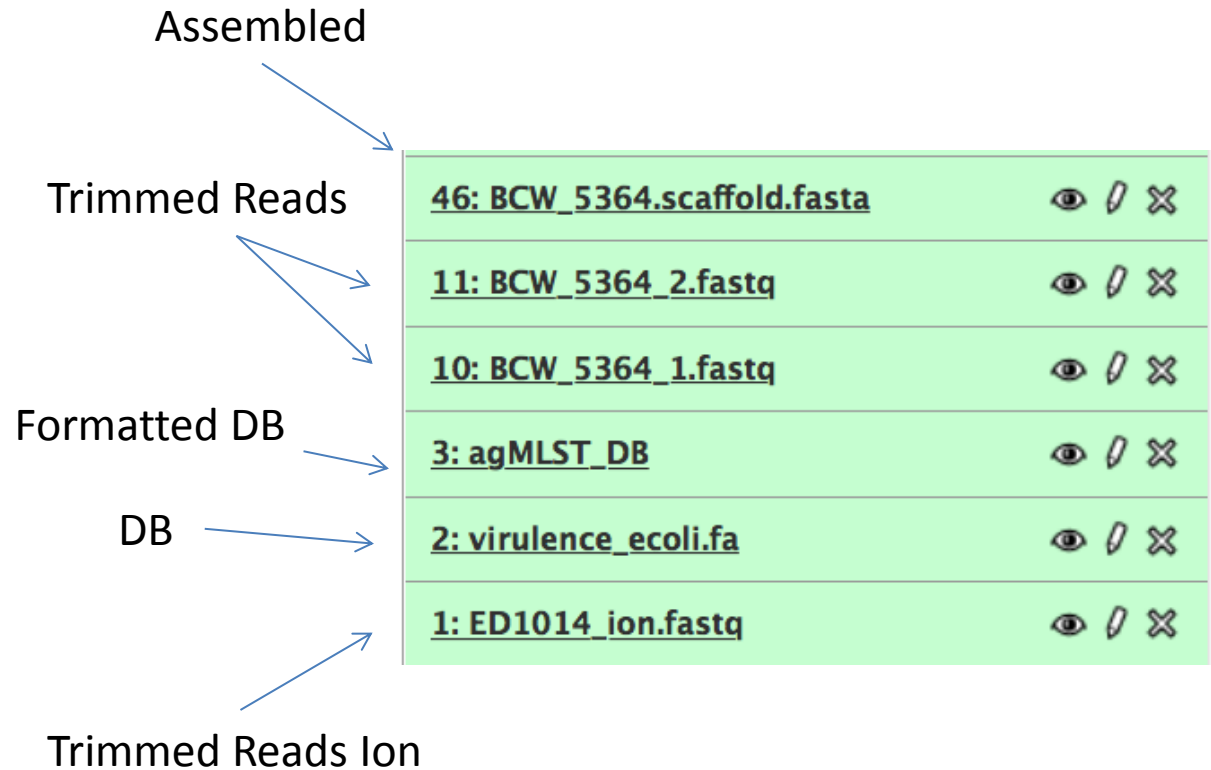 Assembled
Trimmed Reads
46: BCW_5364.scaffold.fasta
11: BCW_5364_2.fastq
10: BCW_5364_1.fastq
Formatted DB
3: agMLST_DB
DB
2: virulence_ecoli.fa
1: ED1014_ion.fastq
Trimmed Reads Ion